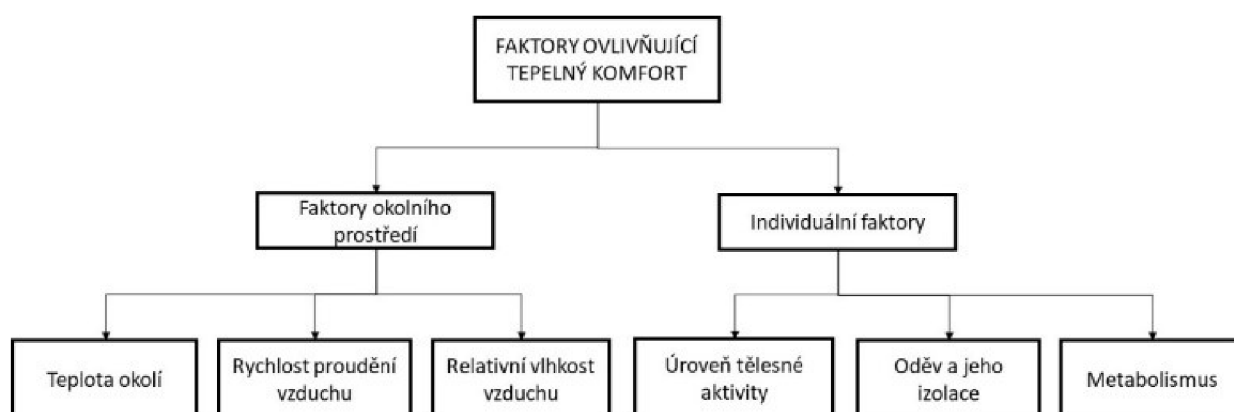 FAKTORY OVLIVŇUJÍCÍ
TEPELNÝ KOMFORT
Faktory okolního
prostředí
Individuální faktory
Teplota okolí
Rychlost proudění
vzduchu
Relativní vlhkost
vzduchu
Úroveň tělesné
aktivity
Oděv a jeho
izolace
Metabolismus